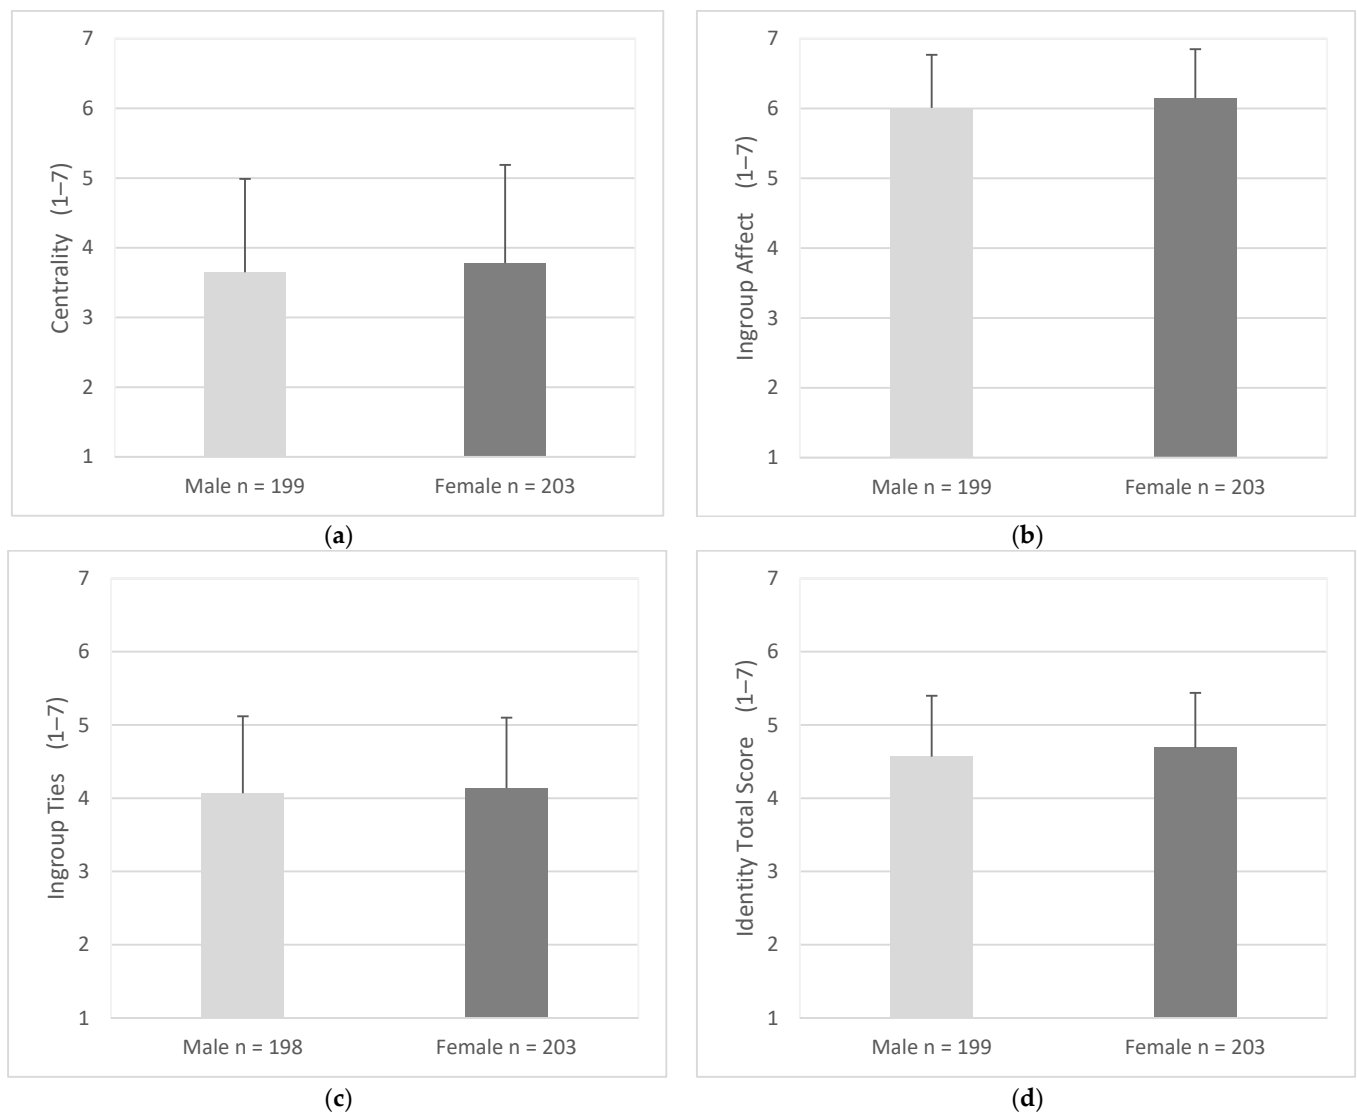 7
6
5
4
3
2
1
Centrality (1–7)
Male n = 199 Female n = 203
(a)
7
6
5
4
3
2
1
Ingroup Affect (1–7)
Male n = 199 Female n = 203
(b)
7
6
5
4
3
2
1
Ingroup Ties (1–7)
Male n = 198 Female n = 203
(c)
7
6
5
4
3
2
1
Identity Total Score (1–7)
Male n = 199 Female n = 203
(d)